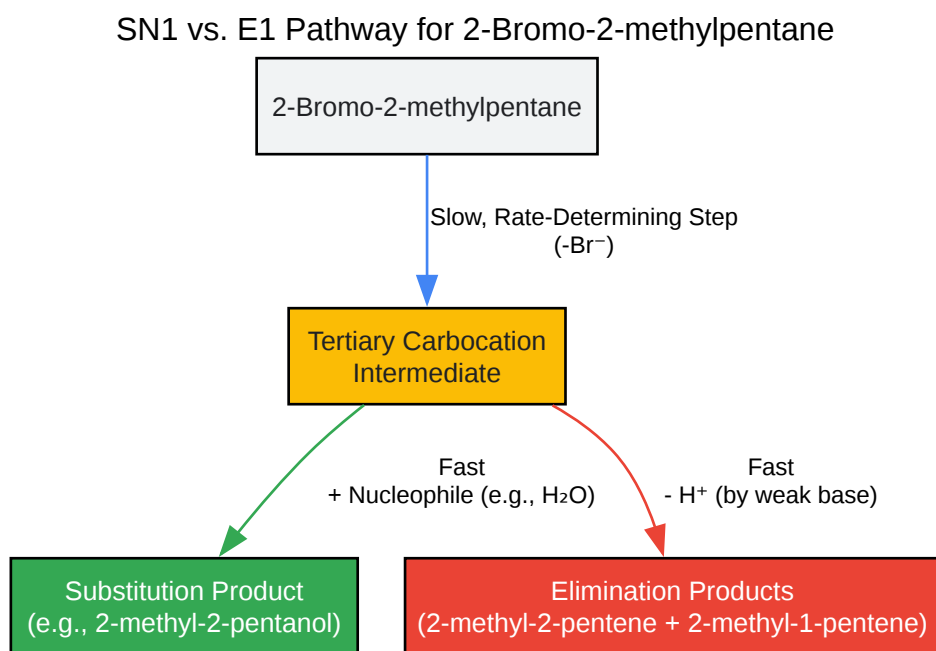 SN1 vs. E1 Pathway for 2-Bromo-2-methylpentane
2-Bromo-2-methylpentane
Slow, Rate-Determining Step
(-Br⁻)
Tertiary Carbocation
Intermediate
Fast
+ Nucleophile (e.g., H₂O)
Fast
- H⁺ (by weak base)
Substitution Product
(e.g., 2-methyl-2-pentanol)
Elimination Products
(2-methyl-2-pentene + 2-methyl-1-pentene)